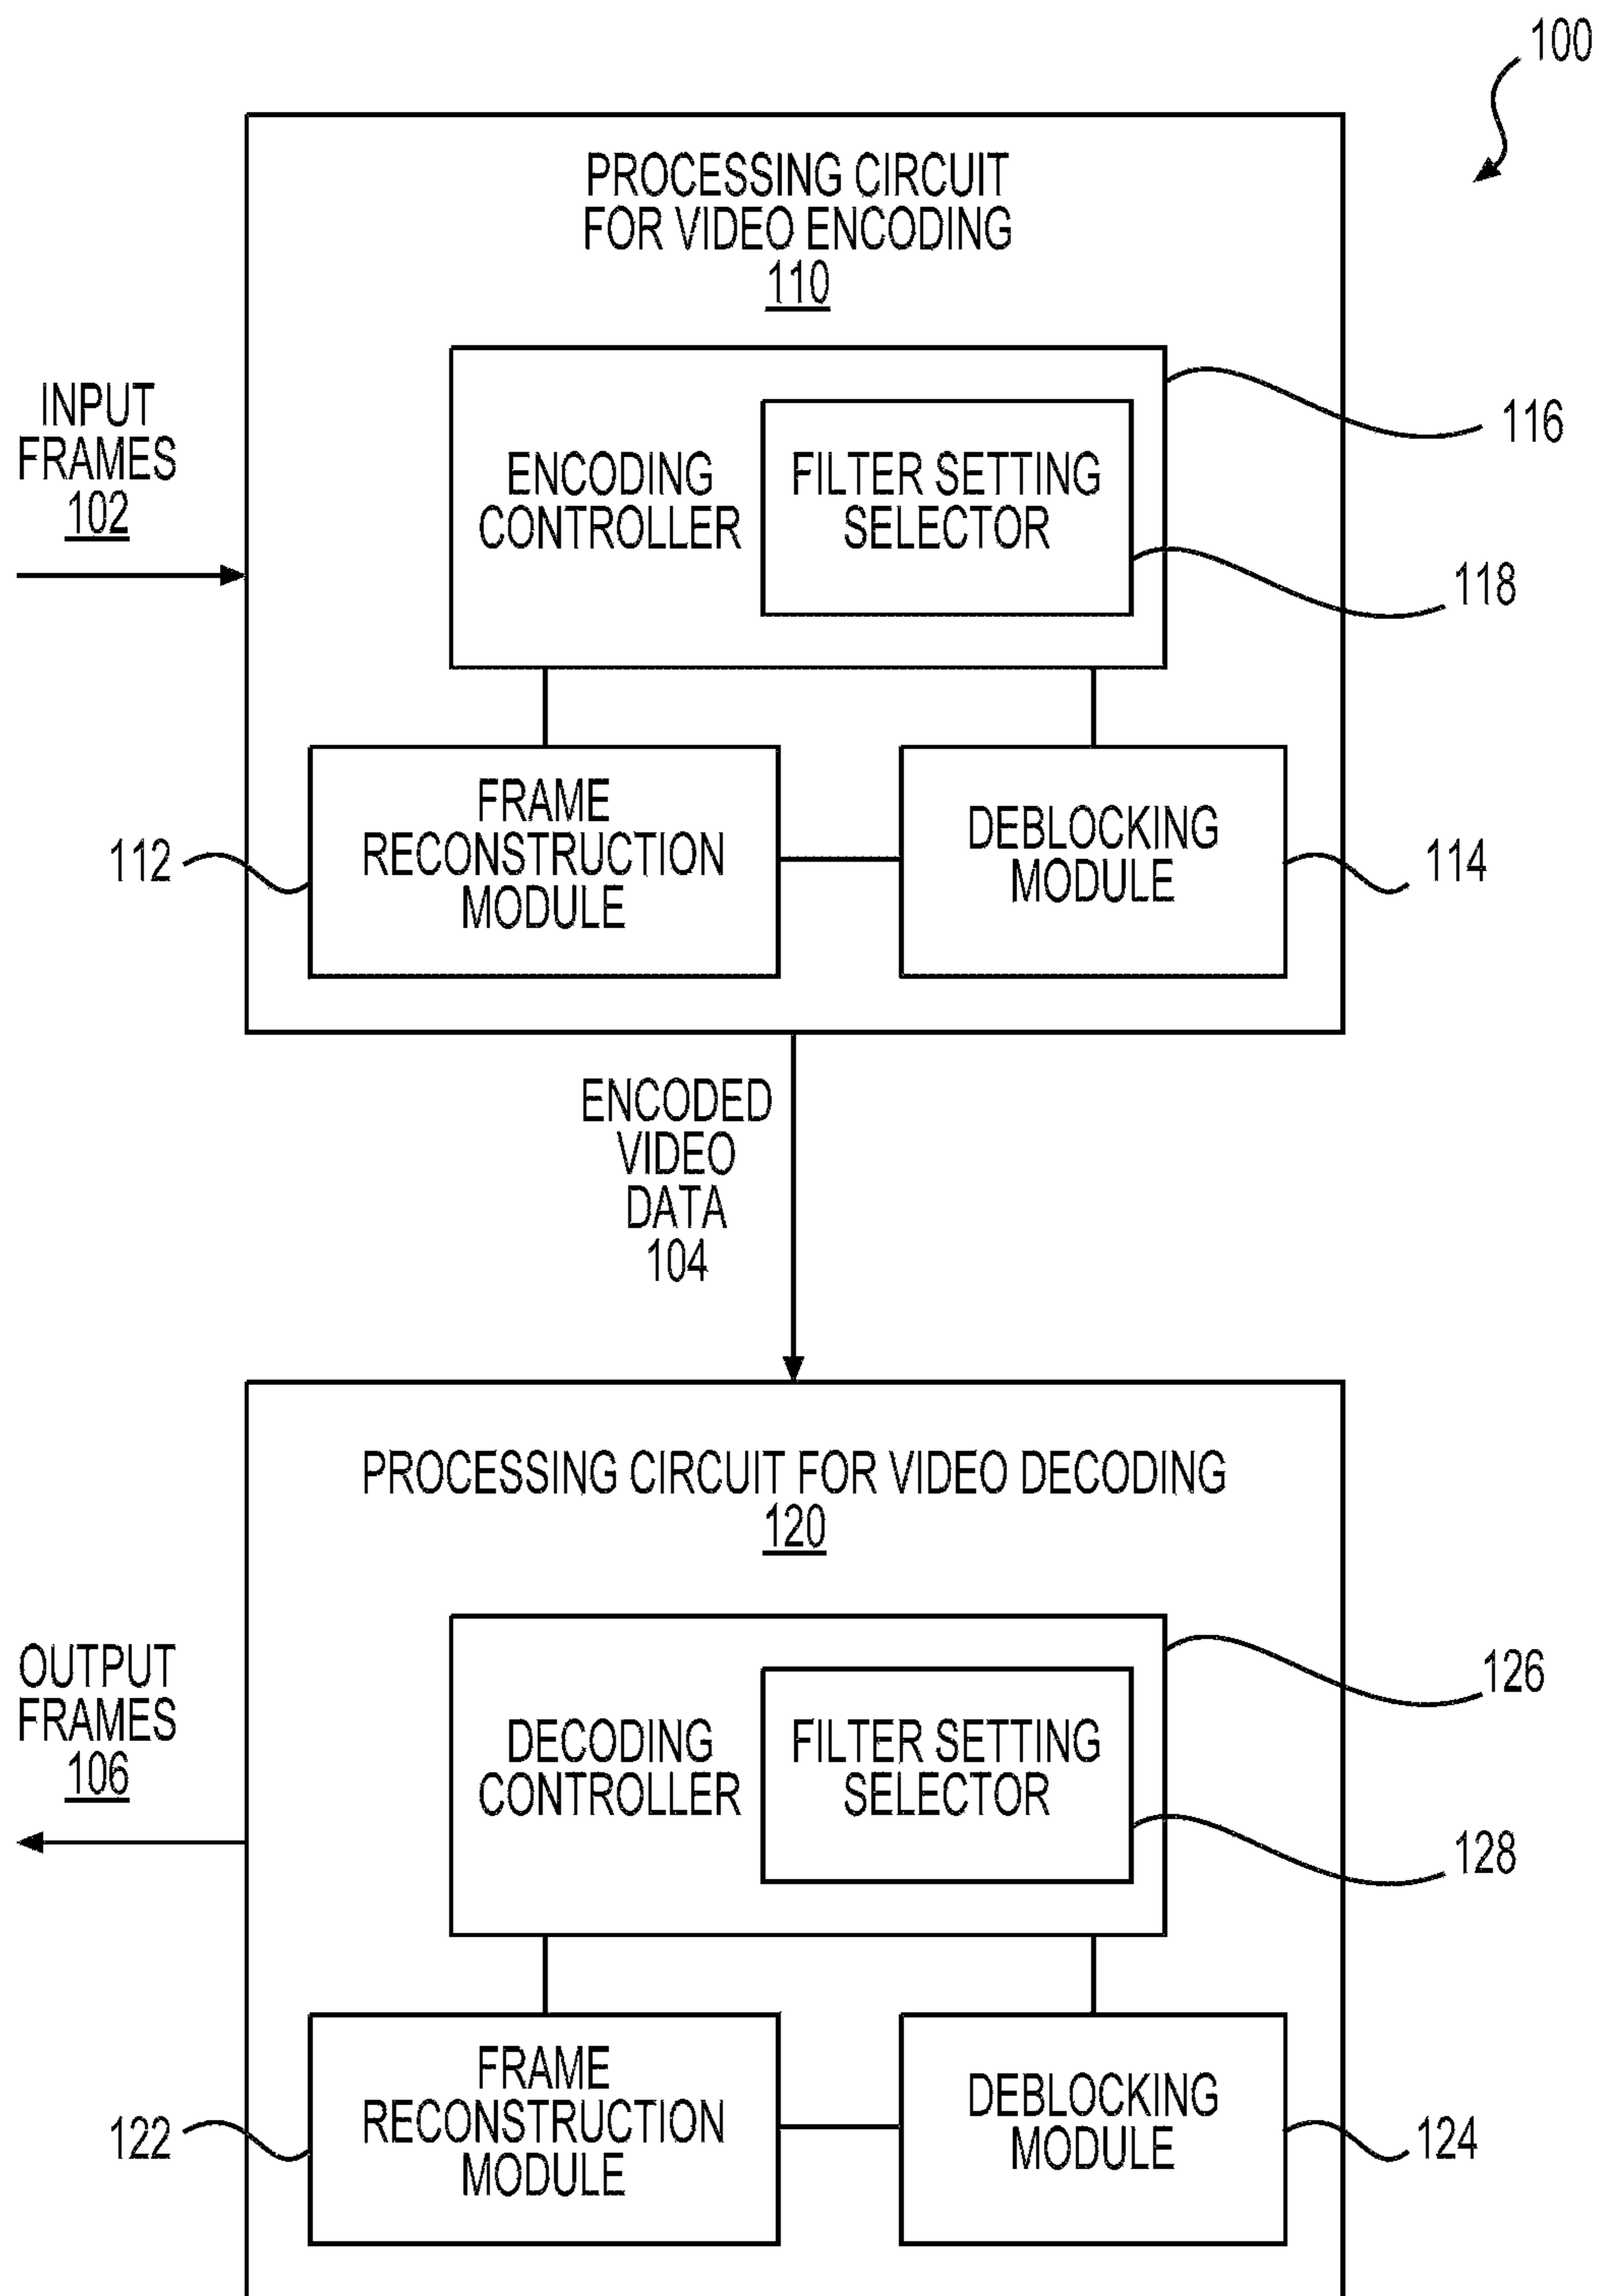 100
PROCESSING CIRCUIT
FOR VIDEO ENCODING
110
INPUT
FRAMES
102
ENCODING
CONTROLLER
FILTER SETTING
SELECTOR
116
118
FRAME
RECONSTRUCTION
MODULE
112
DEBLOCKING
MODULE
114
ENCODED
VIDEO
DATA
104
PROCESSING CIRCUIT FOR VIDEO DECODING
120
OUTPUT
FRAMES
106
DECODING
CONTROLLER
FILTER SETTING
SELECTOR
126
128
FRAME
RECONSTRUCTION
MODULE
122
DEBLOCKING
MODULE
124